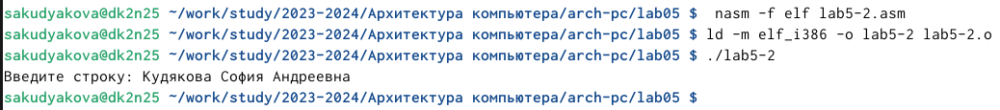 sakudyakova@dk2n25 ~/work/study/2023-2024/Архитектура компьютера/arch-pc/lab05 $  nasm -f elf lab5-2.asm
sakudyakova@dk2n25 ~/work/study/2023-2024/Архитектура компьютера/arch-pc/lab05 $ ld -m elf_i386 -o lab5-2 lab5-2.o
sakudyakova@dk2n25 ~/work/study/2023-2024/Архитектура компьютера/arch-pc/lab05 $ ./lab5-2
Введите строку: Кудякова София Андреевна
sakudyakova@dk2n25 ~/work/study/2023-2024/Архитектура компьютера/arch-pc/lab05 $